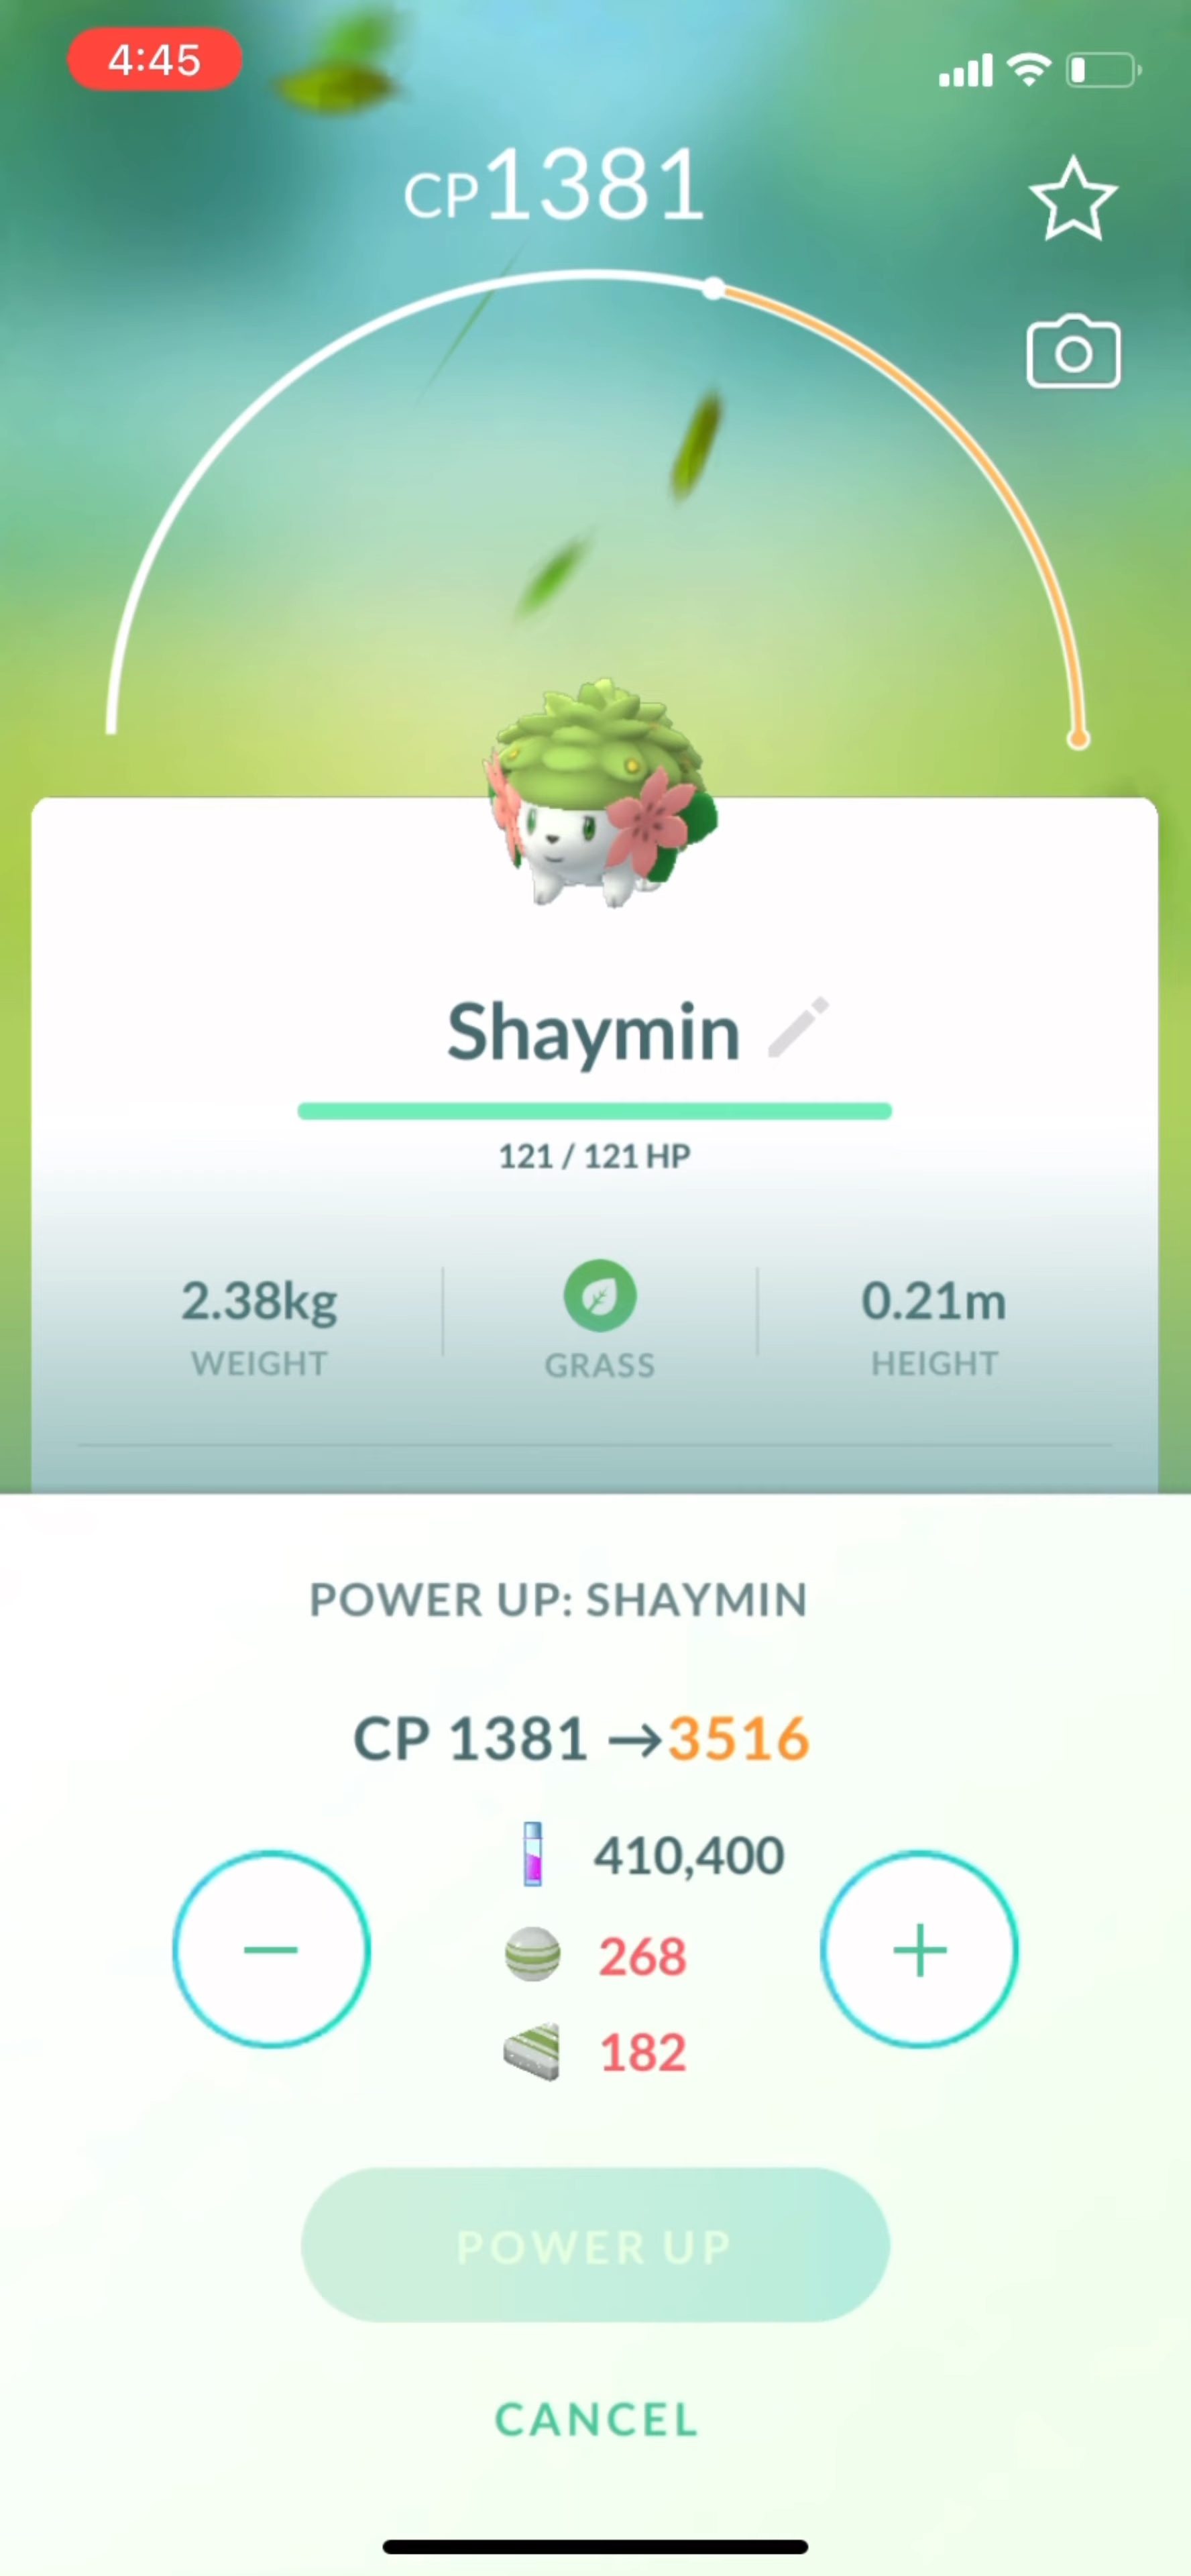 4:45
CP1381
Shaymin
121 / 121 HP
2.38kg
WEIGHT
GRASS
0.21m
HEIGHT
POWER UP: SHAYMIN
CP 1381 →3516
410,400
268
182
POWER UP
CANCEL